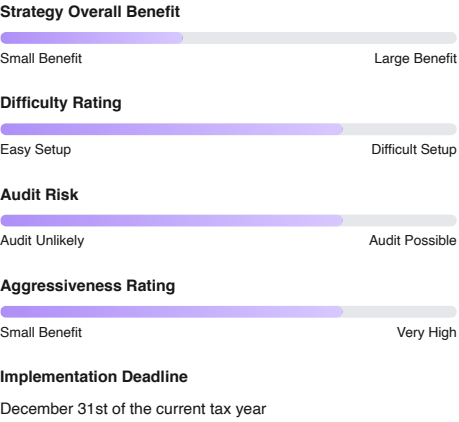 Strategy Overall Benefit
Small Benefit Large Benefit
Difficulty Rating
Easy Setup Difficult Setup
Audit Risk
Audit Unlikely Audit Possible
Aggressiveness Rating
Small Benefit Very High
Implementation Deadline
December 31st of the current tax year